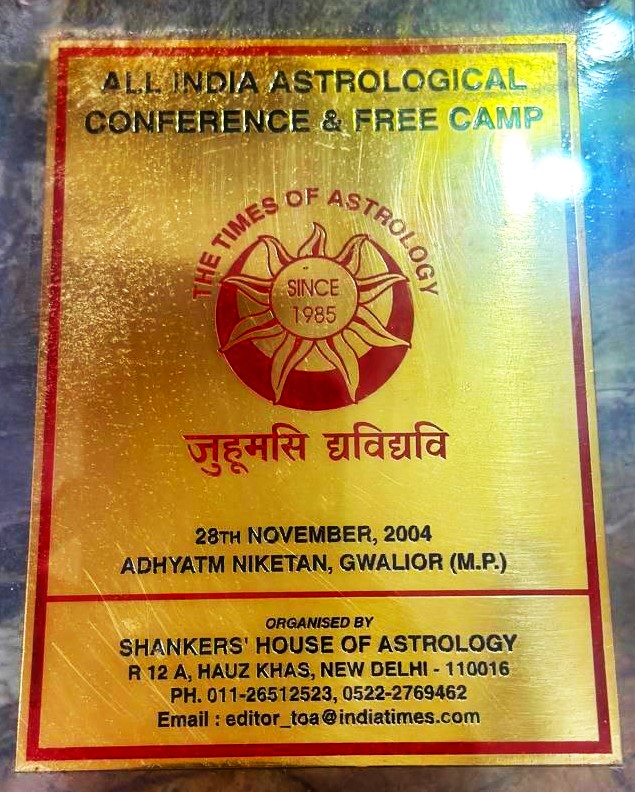 ALL INDIA ASTROLOGICAL
CONFERENCE & FREE CAMP
THE TIMES OF ASTROLOGY
SINCE
1985
जुहूमसि द्यविद्यवि
28TH NOVEMBER, 2004
ADHYATM NIKETAN, GWALIOR (M.P.)
ORGANISED BY
SHANKERS' HOUSE OF ASTROLOGY
R 12 A, HAUZ KHAS, NEW DELHI - 110016
PH. 011-26512523, 0522-2769462
Email : editor_toa@indiatimes.com